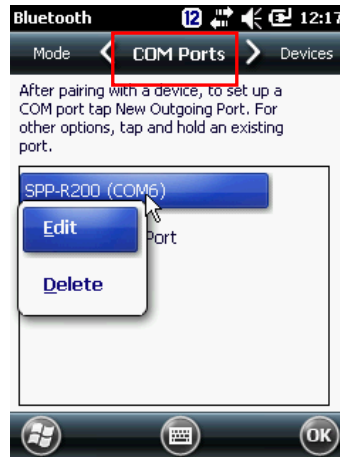 Bluetooth 12 12:17
Mode COM Ports Devices
After pairing with a device, to set up a
COM port tap New Outgoing Port. For
other options, tap and hold an existing
port.
SPP-R200 (COM6)
Port
Edit
Delete
OK